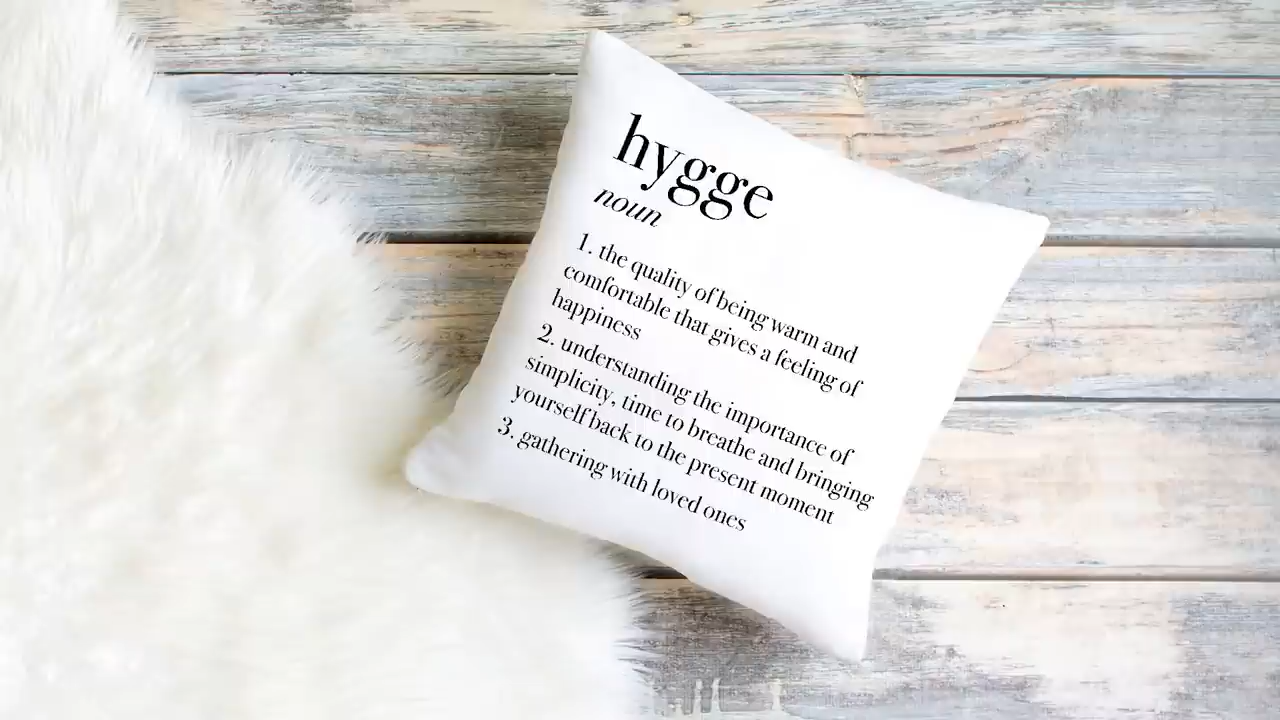 hygge
noun
1. the quality of being warm and
comfortable that gives a feeling of
happiness
2. understanding the importance of
simplicity, time to breathe and bringing
yourself back to the present moment
3. gathering with loved ones